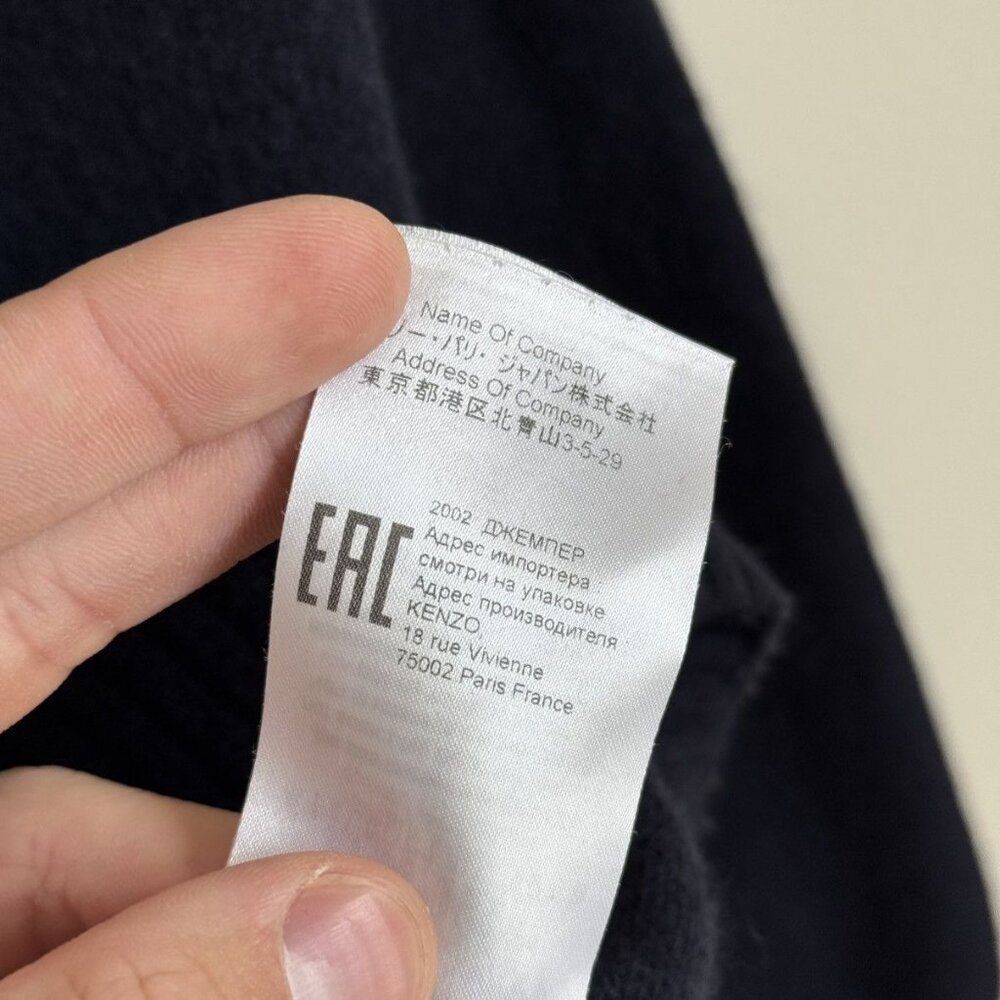 Name Of Company
ー・パリ・ジャパン株式会社
Address Of Company
東京都港区北青山3-5-29
EAC
2002 ДЖЕМПЕР
Адрес импортера
смотри на упаковке
Адрес производителя
KENZO,
18 rue Vivienne
75002 Paris France